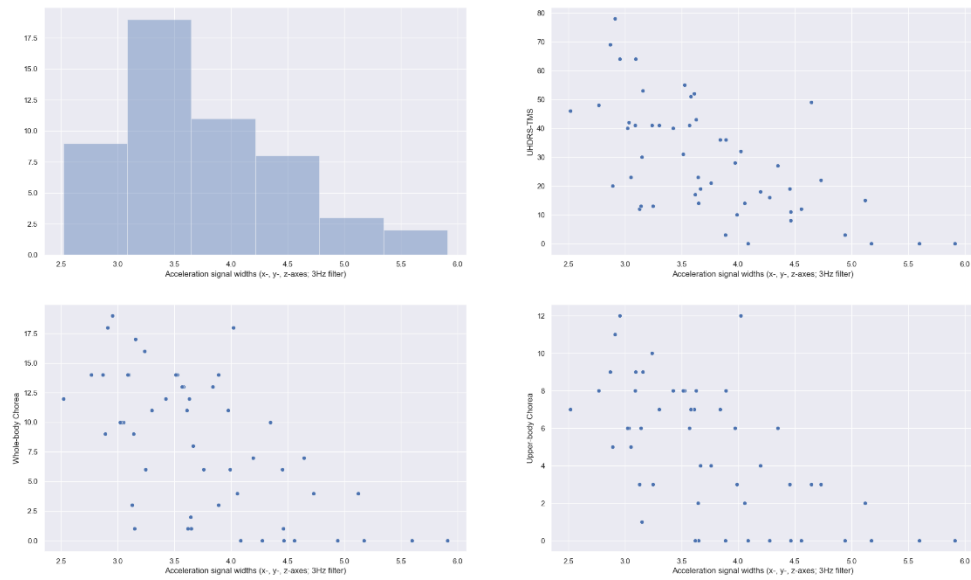 17.5
15.0
12.5
10.0
7.5
5.0
2.5
0.0
2.5 3.0 3.5 4.0 4.5 5.0 5.5 6.0
Acceleration signal widths (x-, y-, z-axes; 3Hz filter)
80
70
60
50
40
30
20
10
0
UHDRS-TMS
2.5 3.0 3.5 4.0 4.5 5.0 5.5 6.0
Acceleration signal widths (x-, y-, z-axes; 3Hz filter)
17.5
15.0
12.5
10.0
7.5
5.0
2.5
0.0
Whole-body Chorea
2.5 3.0 3.5 4.0 4.5 5.0 5.5 6.0
Acceleration signal widths (x-, y-, z-axes; 3Hz filter)
12
10
8
6
4
2
0
Upper-body Chorea
2.5 3.0 3.5 4.0 4.5 5.0 5.5 6.0
Acceleration signal widths (x-, y-, z-axes; 3Hz filter)